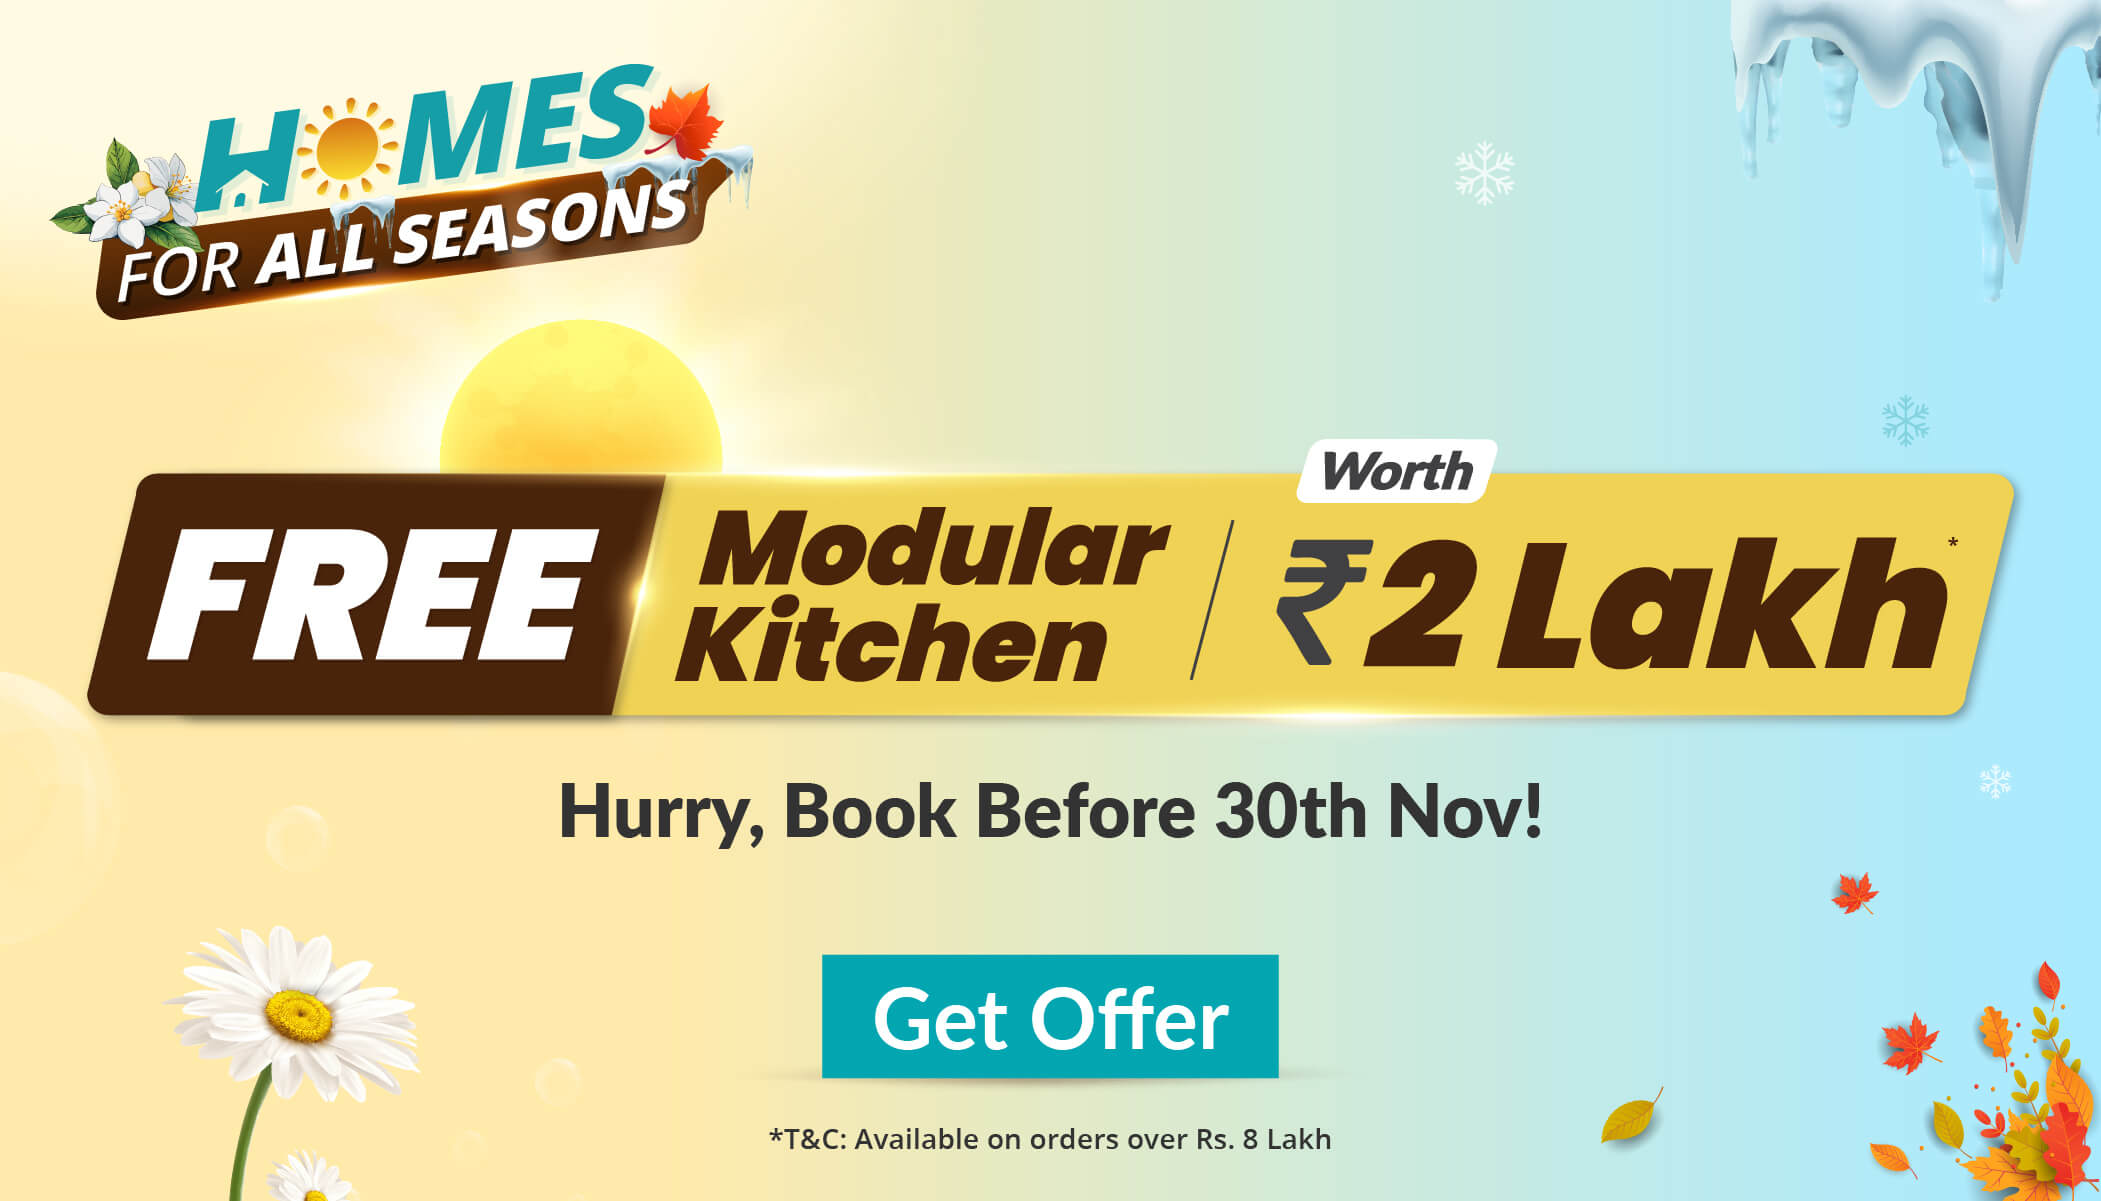 HOMES
FOR ALL SEASONS
FREE
Modular
Kitchen
Worth
₹2 Lakh*
Hurry, Book Before 30th Nov!
Get Offer
*T&C: Available on orders over Rs. 8 Lakh